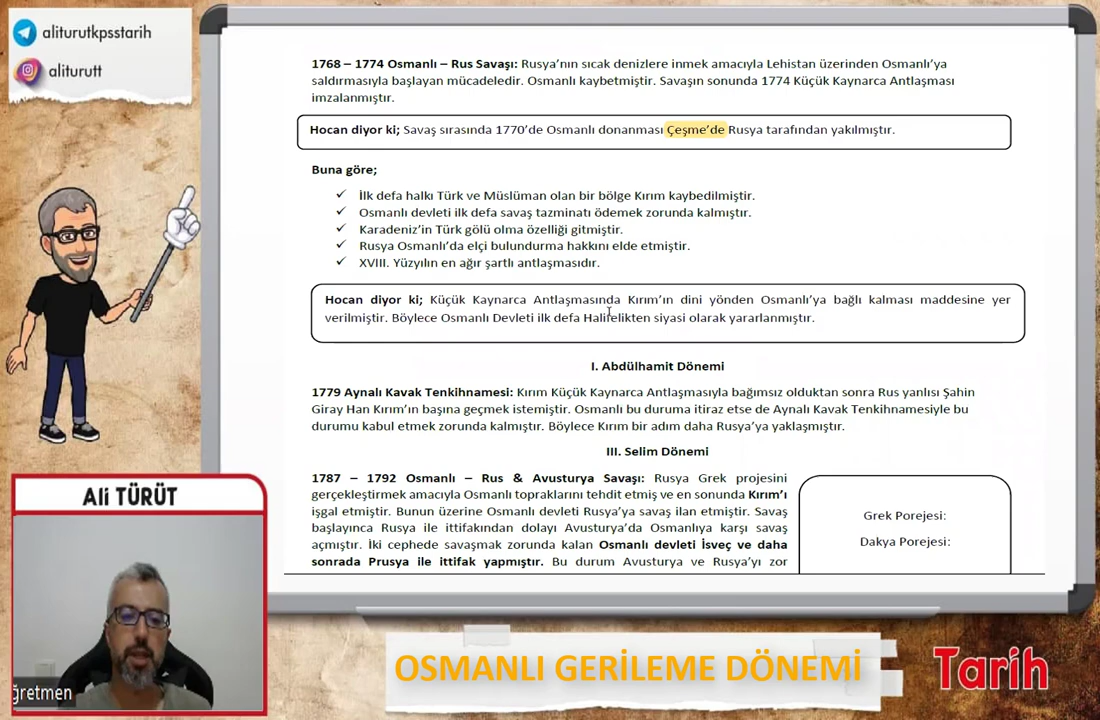 aliturutkpsstarih
aliturutt
1768 – 1774 Osmanlı – Rus Savaşı: Rusya'nın sıcak denizlere inmek amacıyla Lehistan üzerinden Osmanlı'ya
saldırmasıyla başlayan mücadeledir. Osmanlı kaybetmiştir. Savaşın sonunda 1774 Küçük Kaynarca Antlaşması
imzalanmıştır.
Hocan diyor ki; Savaş sırasında 1770'de Osmanlı donanması Çeşme'de Rusya tarafından yakılmıştır.
Buna göre;
✓ İlk defa halkı Türk ve Müslüman olan bir bölge Kırım kaybedilmiştir.
✓ Osmanlı devleti ilk defa savaş tazminatı ödemek zorunda kalmıştır.
✓ Karadeniz'in Türk gölü olma özelliği gitmiştir.
✓ Rusya Osmanlı'da elçi bulundurma hakkını elde etmiştir.
✓ XVIII. Yüzyılın en ağır şartlı antlaşmasıdır.
Hocan diyor ki; Küçük Kaynarca Antlaşmasında Kırım'ın dini yönden Osmanlı'ya bağlı kalması maddesine yer
verilmiştir. Böylece Osmanlı Devleti ilk defa Halifelikten siyasi olarak yararlanmıştır.
I. Abdülhamit Dönemi
1779 Aynalı Kavak Tenkihnamesi: Kırım Küçük Kaynarca Antlaşmasıyla bağımsız olduktan sonra Rus yanlısı Şahin
Giray Han Kırım'ın başına geçmek istemiştir. Osmanlı bu duruma itiraz etse de Aynalı Kavak Tenkihnamesiyle bu
durumu kabul etmek zorunda kalmıştır. Böylece Kırım bir adım daha Rusya'ya yaklaşmıştır.
III. Selim Dönemi
1787 – 1792 Osmanlı – Rus & Avusturya Savaşı: Rusya Grek projesini
gerçekleştirmek amacıyla Osmanlı topraklarını tehdit etmiş ve en sonunda Kırım'ı
işgal etmiştir. Bunun üzerine Osmanlı devleti Rusya'ya savaş ilan etmiştir. Savaş
başlayınca Rusya ile ittifakından dolayı Avusturya'da Osmanlıya karşı savaş
açmıştır. İki cephede savaşmak zorunda kalan Osmanlı devleti İsveç ve daha
sonrada Prusya ile ittifak yapmıştır. Bu durum Avusturya ve Rusya'yı zor
Grek Porejesi:
Dakya Porejesi:
Ali TÜRÜT
ğretmen
OSMANLI GERİLEME DÖNEMİ
Tarih